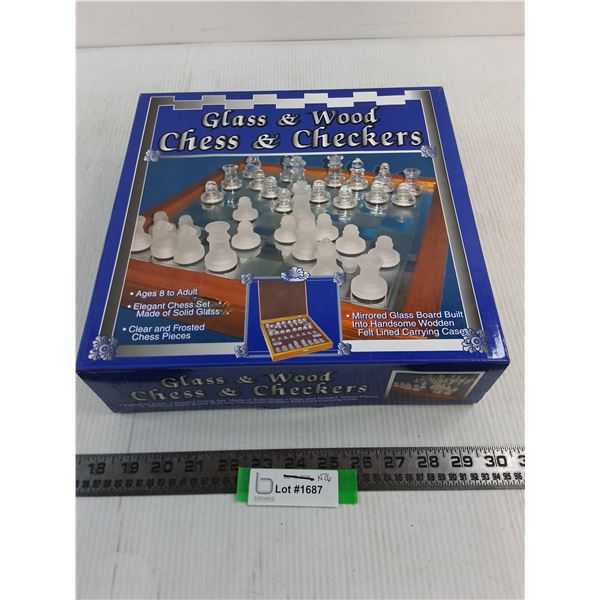 Glass & Wood
Chess & Checkers
• Ages 8 to Adult
• Elegant Chess Set
Made of Solid Glass
• Clear and Frosted
Chess Pieces
• Mirrored Glass Board Built
Into Handsome Wodden
Felt Lined Carrying Case
Glass & Wood
Chess & Checkers
18 19 20 21 22 25 26 27 28 29 30 3
Lot #1687